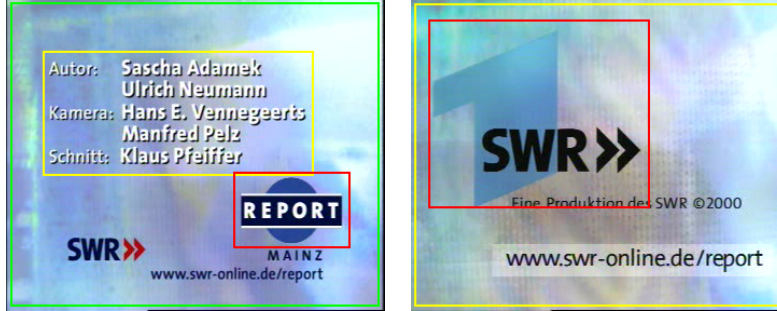 Autor: Sascha Adamek
Ulrich Neumann
Kamera: Hans E. Vennegeerts
Manfred Pelz
Schnitt: Klaus Pfeiffer
REPORT
MAINZ
SWR»
www.swr-online.de/report
SWR»
Eine Produktion des SWR ©2000
www.swr-online.de/report